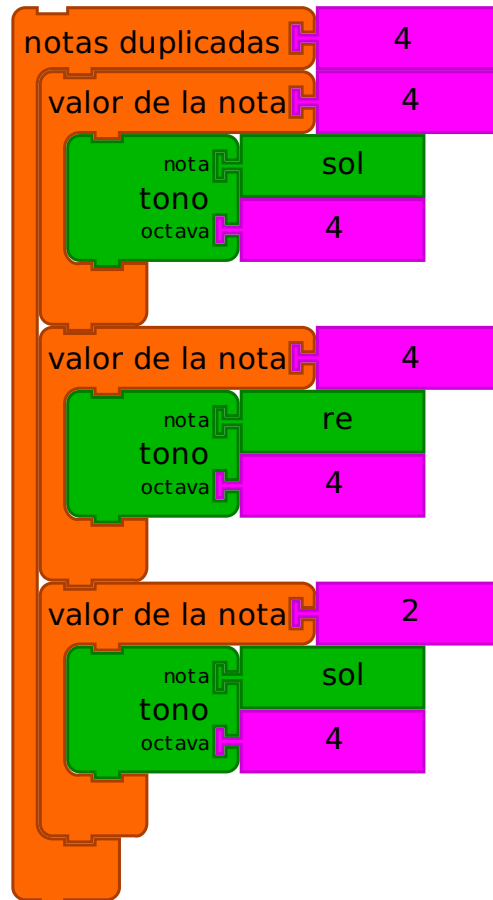 notas duplicadas 4
valor de la nota 4
nota sol
tono
octava 4
valor de la nota 4
nota re
tono
octava 4
valor de la nota 2
nota sol
tono
octava 4